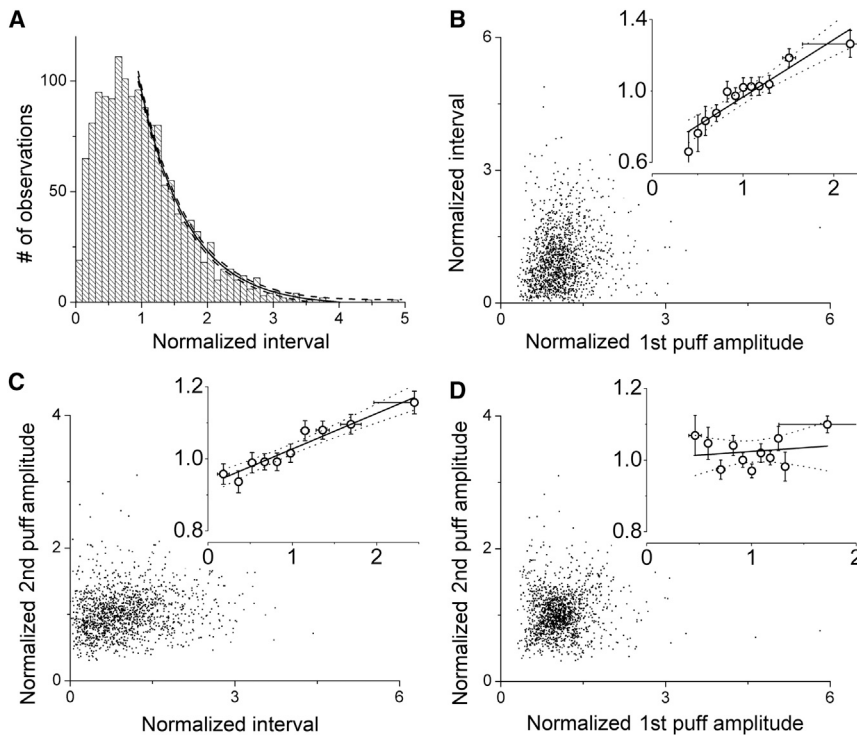 A
# of observations
100
50
0
0 1 2 3 4 5
Normalized interval
B
Normalized interval
6
3
0
0 3 6
Normalized 1st puff amplitude
1.4
1.0
0.6
0 1 2
C
Normalized 2nd puff amplitude
4
2
0
0 3 6
Normalized interval
1.2
1.0
0.8
0 1 2
D
Normalized 2nd puff amplitude
4
2
0
0 3 6
Normalized 1st puff amplitude
1.2
1.0
0.8
0 1 2